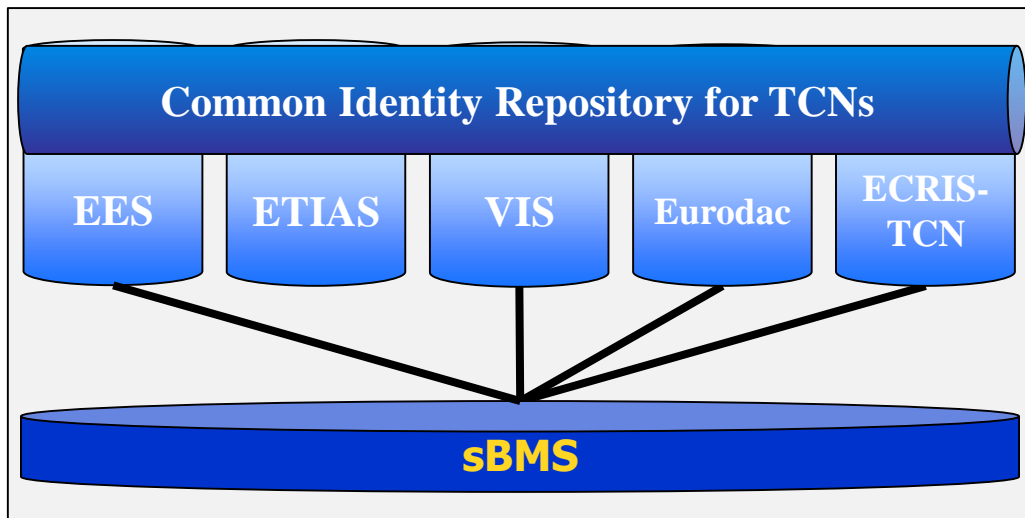 Common Identity Repository for TCNs
EES
ETIAS
VIS
Eurodac
ECRIS-
TCN
sBMS